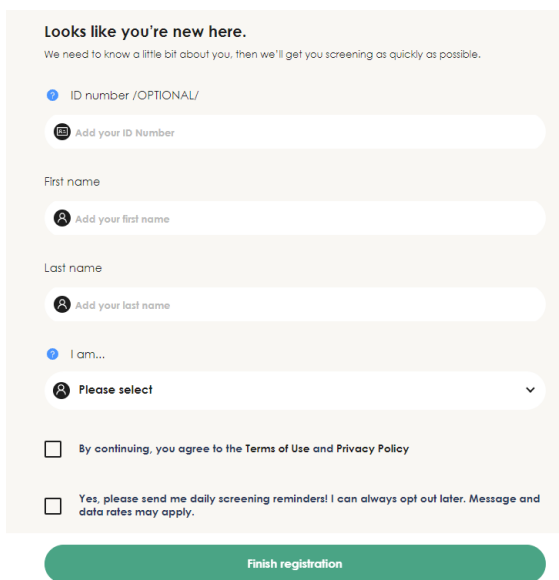 Looks like you're new here.
We need to know a little bit about you, then we'll get you screening as quickly as possible.
? ID number /OPTIONAL/
Add your ID Number
First name
Add your first name
Last name
Add your last name
? I am...
Please select
By continuing, you agree to the Terms of Use and Privacy Policy
Yes, please send me daily screening reminders! I can always opt out later. Message and
data rates may apply.
Finish registration